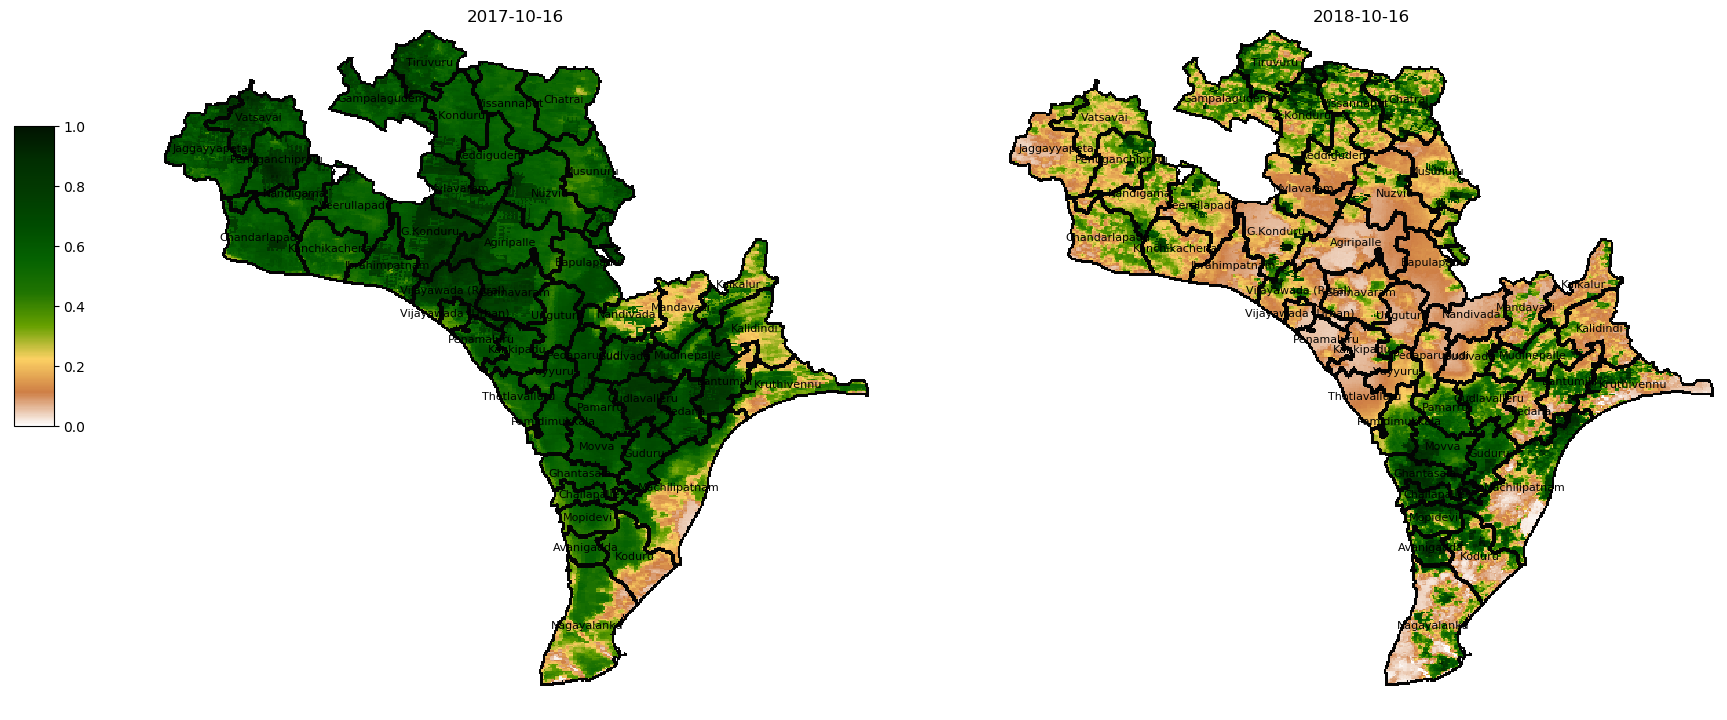 2017-10-16
2018-10-16
1.0
0.8
0.6
0.4
0.2
0.0
Tiruvuru
Gampalagudem
Vissannapet
Chatrai
A.Konduru
Vatsavai
Jaggayyapeta
Penuganchiprolu
Reddigudem
Musunuru
Nandigama
Mylavaram
Nuzvid
Veerullapadu
G.Konduru
Chandarlapadu
Kanchikacherla
Agiripalle
Ibrahimpatnam
Bapulapadu
Vijayawada (Rural)
Gannavaram
Kaikalur
Vijayawada (Urban)
Unguturu
Nandivada
Mandavalli
Kalidindi
Penamaluru
Kankipadu
Pedaparupudi
Gudivada
Mudinepalle
Vuyyuru
Bantumilli
Kruthivennu
Thotlavalluru
Gudlavalleru
Pamarru
Pedana
Pamidimukkala
Movva
Guduru
Ghantasala
Machilipatnam
Challapalle
Mopidevi
Avanigadda
Koduru
Nagayalanka
Tiruvuru
Gampalagudem
Vissannapet
Chatrai
A.Konduru
Vatsavai
Jaggayyapeta
Penuganchiprolu
Reddigudem
Musunuru
Nandigama
Mylavaram
Nuzvid
Veerullapadu
G.Konduru
Chandarlapadu
Kanchikacherla
Agiripalle
Ibrahimpatnam
Bapulapadu
Vijayawada (Rural)
Gannavaram
Kaikalur
Vijayawada (Urban)
Unguturu
Nandivada
Mandavalli
Kalidindi
Penamaluru
Kankipadu
Pedaparupudi
Gudivada
Mudinepalle
Vuyyuru
Bantumilli
Kruthivennu
Thotlavalluru
Gudlavalleru
Pamarru
Pedana
Pamidimukkala
Movva
Guduru
Ghantasala
Machilipatnam
Challapalle
Mopidevi
Avanigadda
Koduru
Nagayalanka